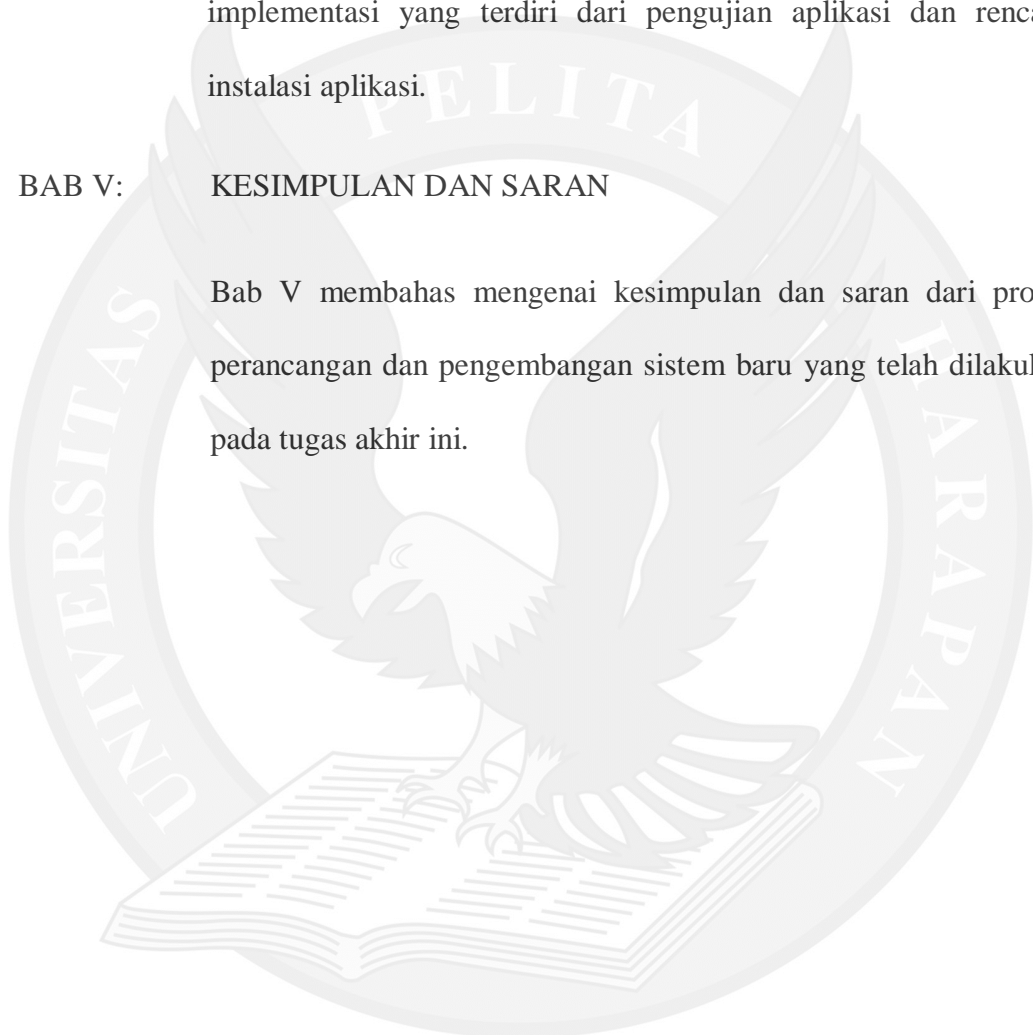 implementasi yang terdiri dari pengujian aplikasi dan renca
instalasi aplikasi.
BAB V: KESIMPULAN DAN SARAN
Bab V membahas mengenai kesimpulan dan saran dari pro
perancangan dan pengembangan sistem baru yang telah dilakul
pada tugas akhir ini.
UNIVERSITAS PELITA HARAPAN